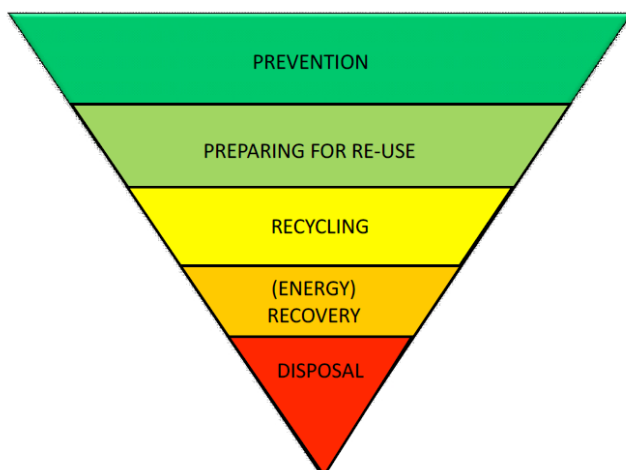 PREVENTION
PREPARING FOR RE-USE
RECYCLING
(ENERGY)
RECOVERY
DISPOSAL